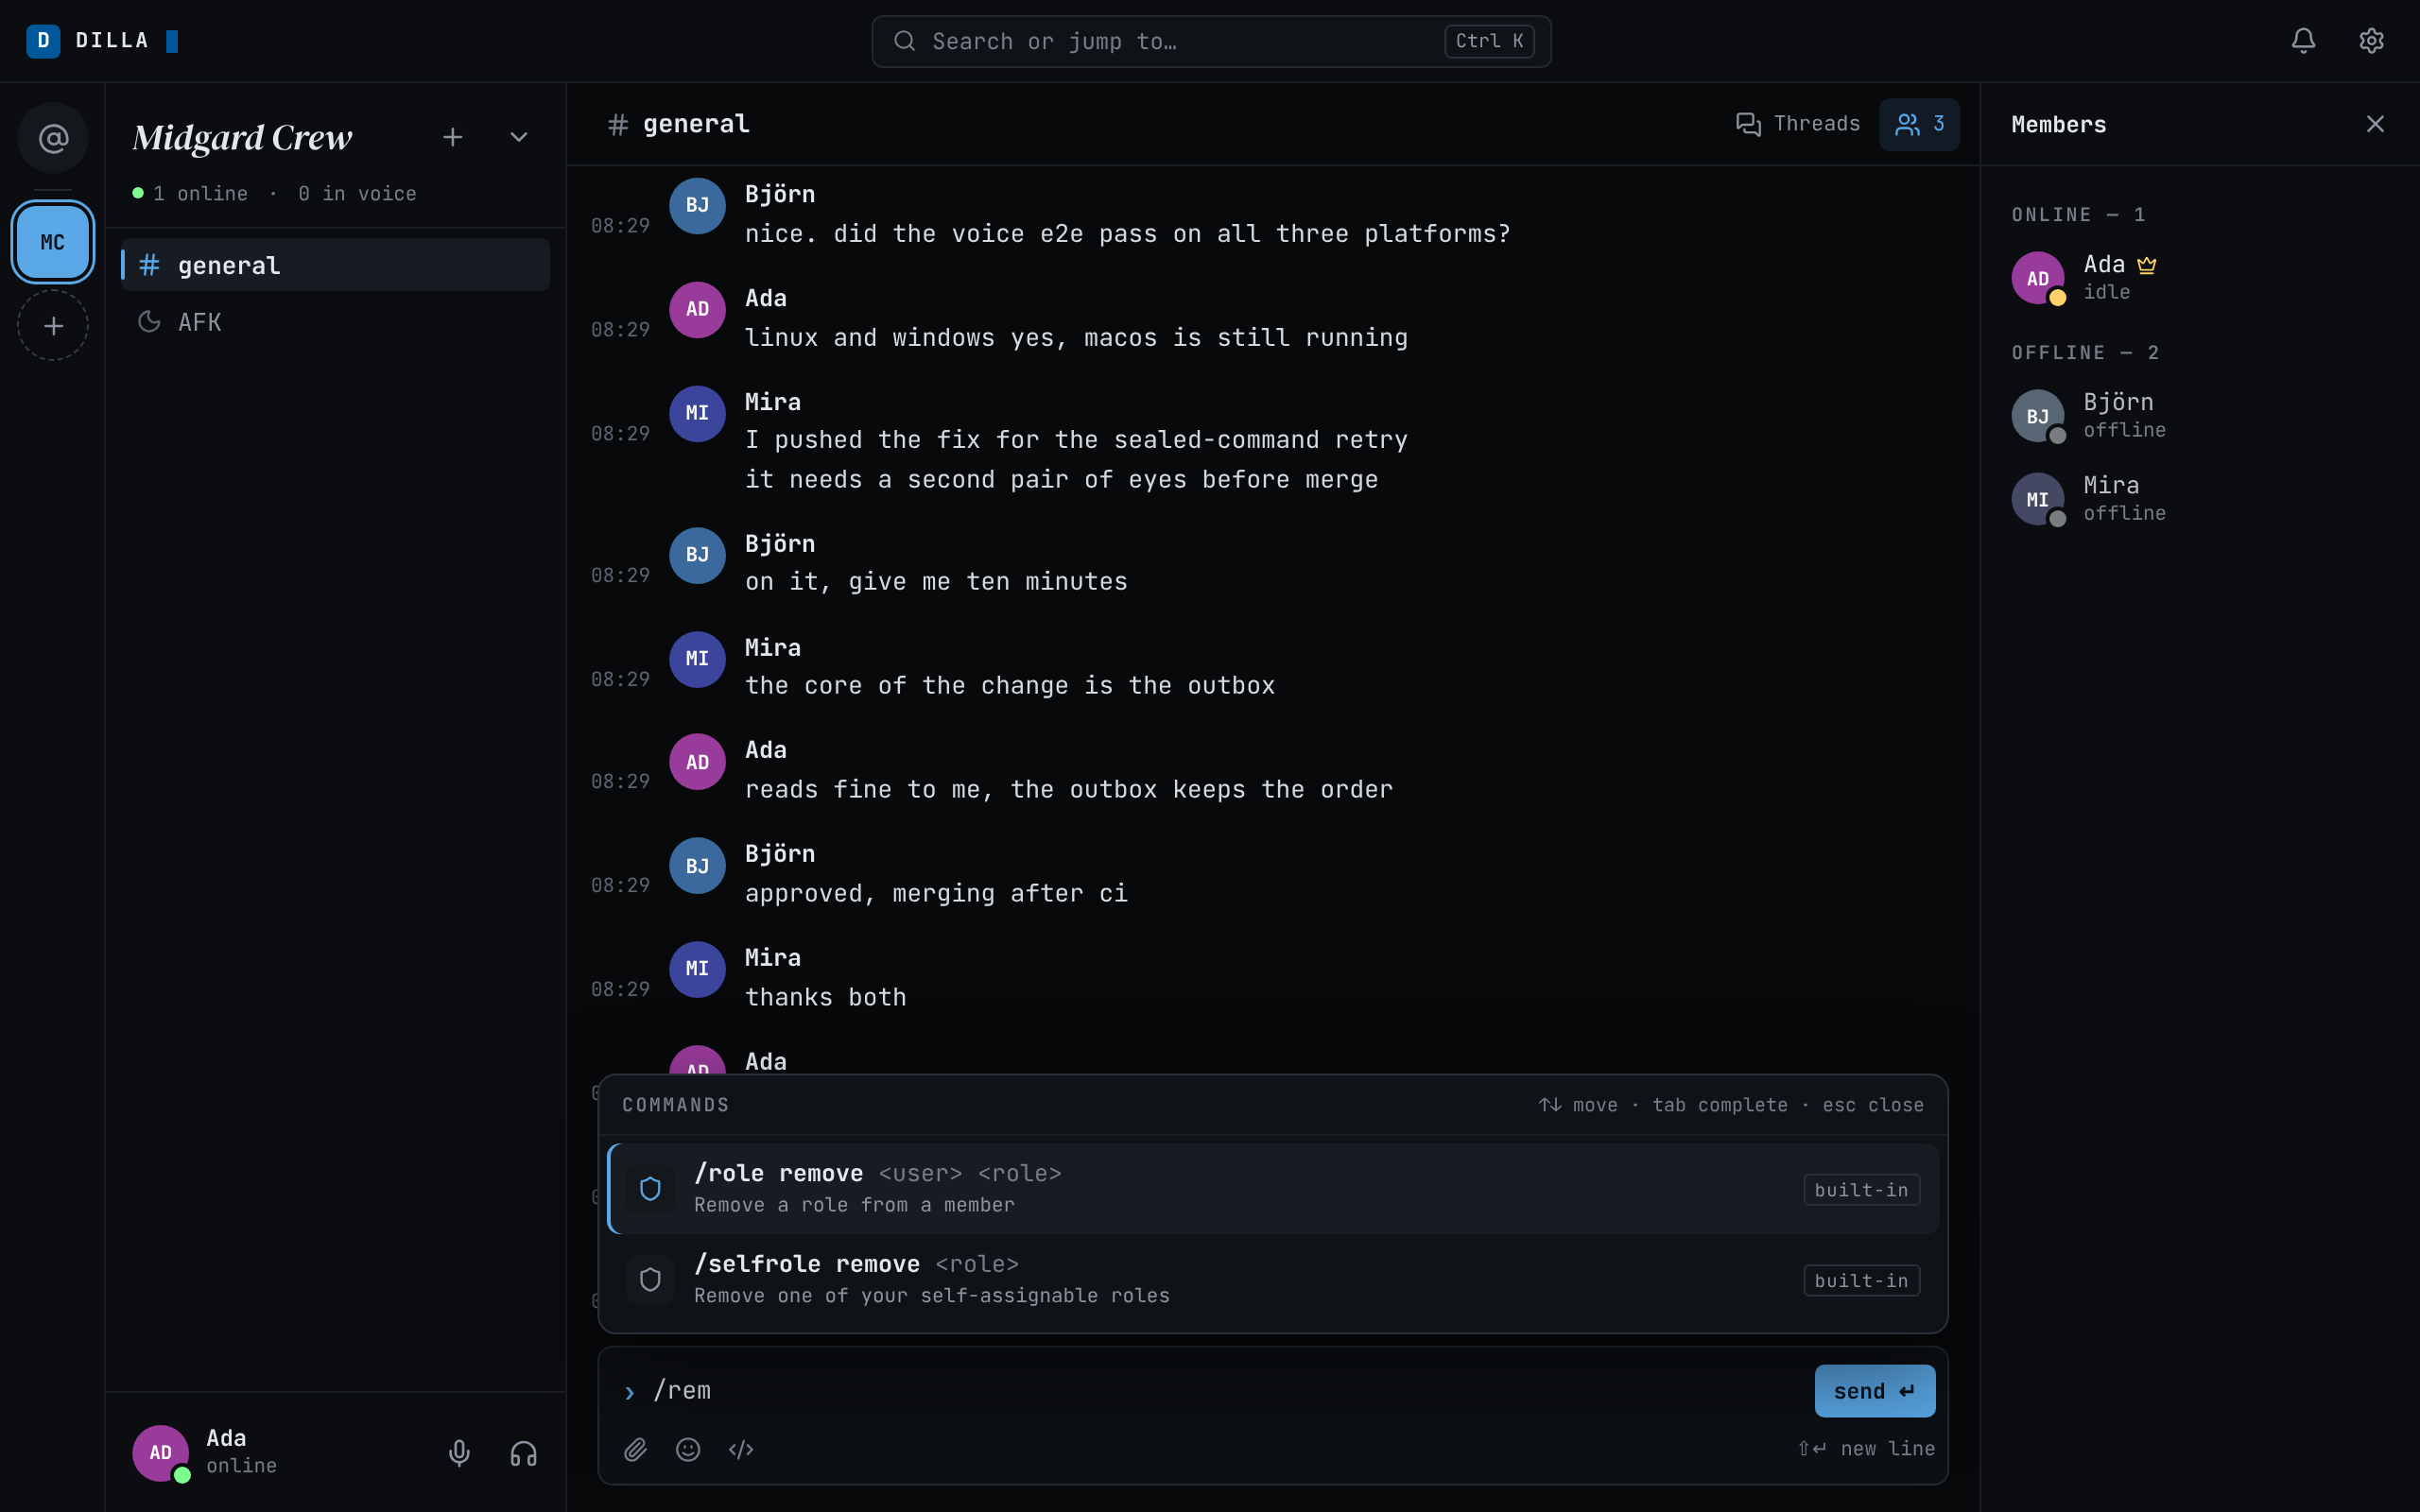 D DILLA
Search or jump to… Ctrl K
@
Midgard Crew
1 online · 0 in voice
MC
# general
AFK
# general
Threads
3
08:29 BJ Björn
nice. did the voice e2e pass on all three platforms?
08:29 AD Ada
linux and windows yes, macos is still running
08:29 MI Mira
I pushed the fix for the sealed-command retry
it needs a second pair of eyes before merge
08:29 BJ Björn
on it, give me ten minutes
08:29 MI Mira
the core of the change is the outbox
08:29 AD Ada
reads fine to me, the outbox keeps the order
08:29 BJ Björn
approved, merging after ci
08:29 MI Mira
thanks both
AD Ada
COMMANDS
↑↓ move · tab complete · esc close
/role remove <user> <role>
Remove a role from a member
built-in
/selfrole remove <role>
Remove one of your self-assignable roles
built-in
› /rem
send ↵
⇧↵ new line
AD Ada
online
Members
ONLINE — 1
AD Ada
idle
OFFLINE — 2
BJ Björn
offline
MI Mira
offline